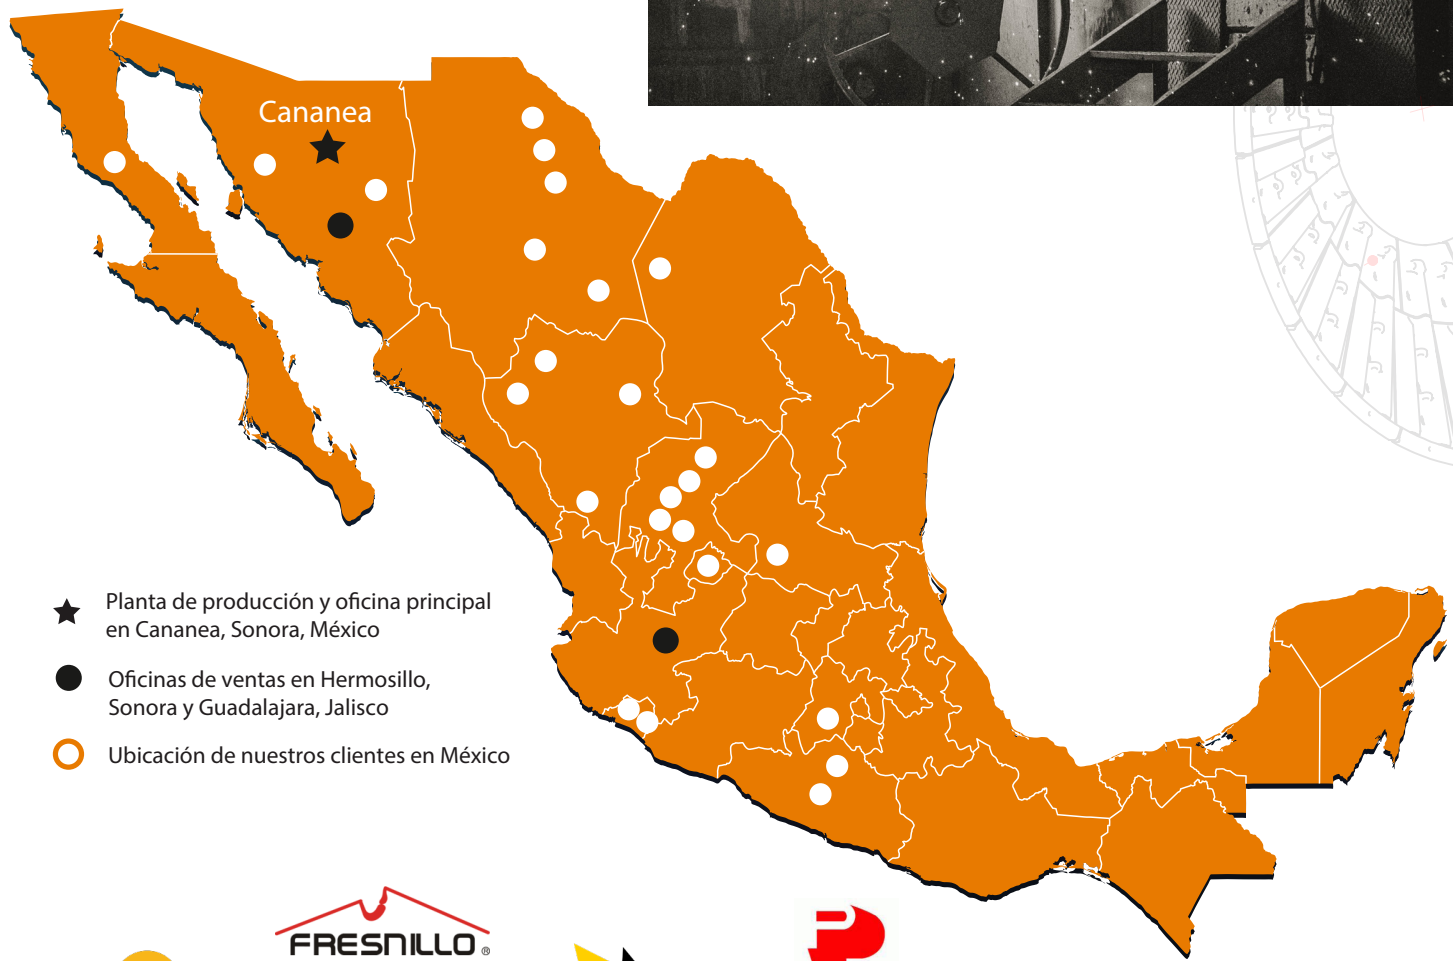 Cananea
Planta de producción y oficina principal
en Cananea, Sonora, México
Oficinas de ventas en Hermosillo,
Sonora y Guadalajara, Jalisco
Ubicación de nuestros clientes en México
FRESNILLO®